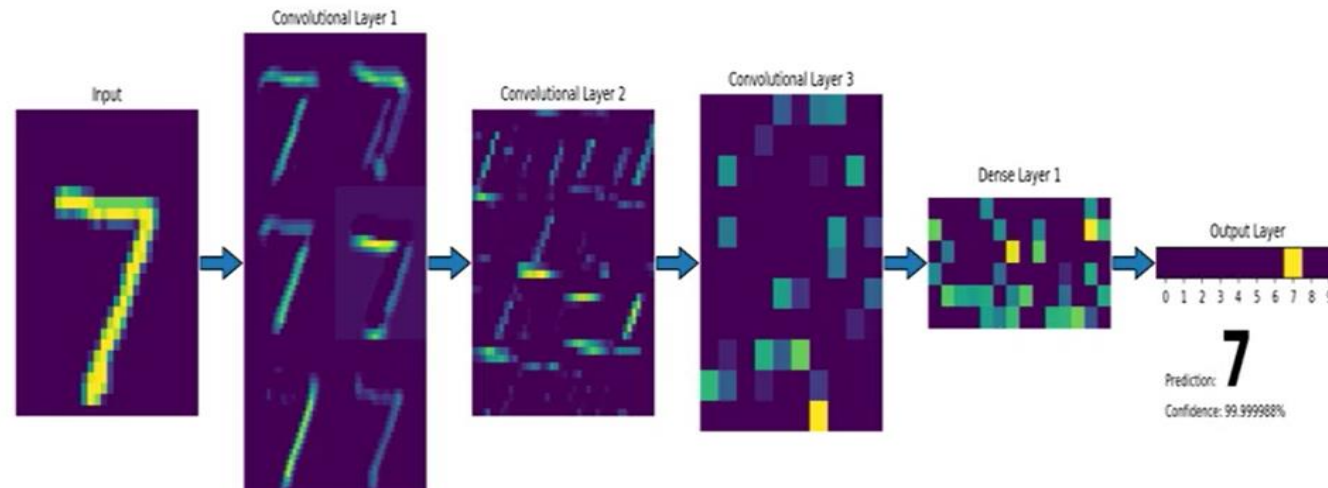 Convolutional Layer 1
Input
Convolutional Layer 2
Convolutional Layer 3
Dense Layer 1
Output Layer
0 1 2 3 4 5 6 7 8
7
Prediction: 7
Confidence: 99.999988%